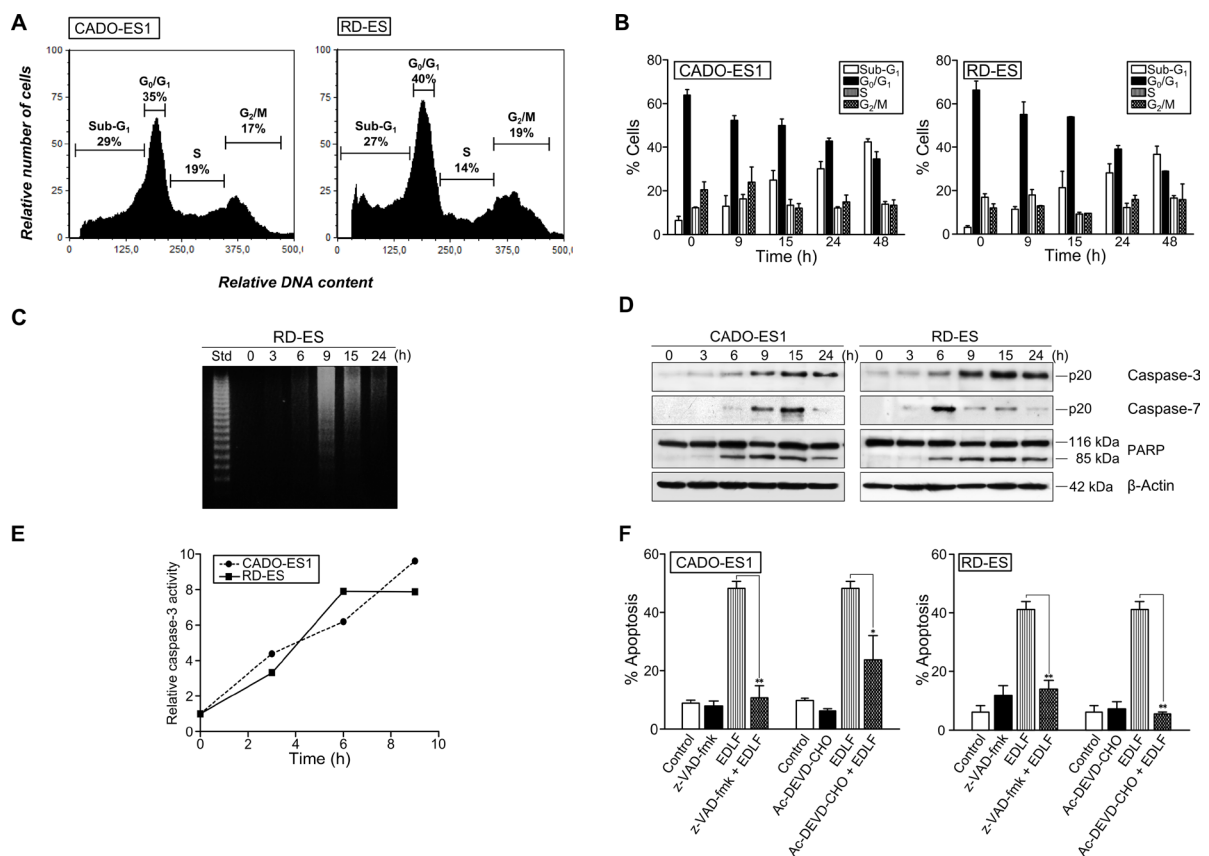 A
CADO-ES1
RD-ES
Relative number of cells
100
75
50
25
0
G₀/G₁
35%
G₂/M
17%
Sub-G₁
29%
S
19%
0
125,0
250,0
375,0
500,
100
75
50
25
0
G₀/G₁
40%
G₂/M
19%
Sub-G₁
27%
S
14%
0
125,0
250,0
375,0
500,
Relative DNA content
B
CADO-ES1
Sub-G₁
G₀/G₁
S
G₂/M
% Cells
80
60
40
20
0
0 9 15 24 48
Time (h)
RD-ES
Sub-G₁
G₀/G₁
S
G₂/M
% Cells
80
60
40
20
0
0 9 15 24 48
Time (h)
C
RD-ES
Std 0 3 6 9 15 24 (h)
D
CADO-ES1 RD-ES
0 3 6 9 15 24 (h) 0 3 6 9 15 24 (h)
p20 Caspase-3
p20 Caspase-7
116 kDa
PARP
85 kDa
42 kDa β-Actin
E
CADO-ES1
RD-ES
Relative caspase-3 activity
10
8
6
4
2
0
0 2 4 6 8 10
Time (h)
F
CADO-ES1
% Apoptosis
60
40
20
0
**
*
Control
z-VAD-fmk
EDLF
z-VAD-fmk + EDLF
Control
Ac-DEVD-CHO
EDLF
Ac-DEVD-CHO + EDLF
RD-ES
% Apoptosis
60
40
20
0
**
**
Control
z-VAD-fmk
EDLF
z-VAD-fmk + EDLF
Control
Ac-DEVD-CHO
EDLF
Ac-DEVD-CHO + EDLF